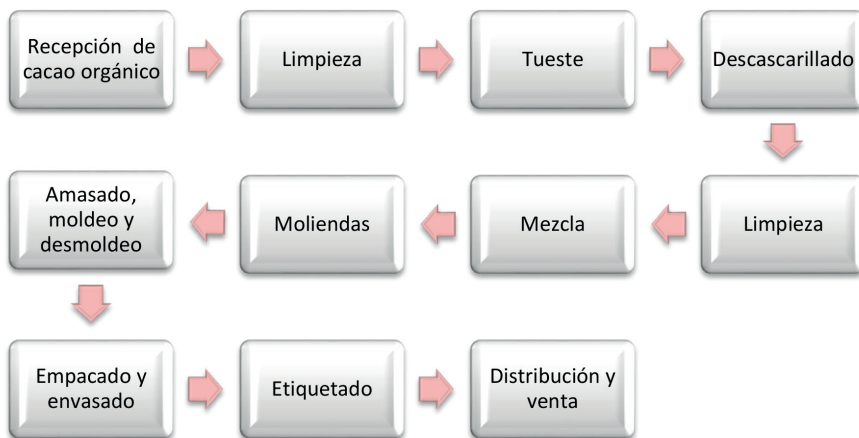 Recepción de
cacao orgánico
Limpieza
Tueste
Descascarillado
Limpieza
Mezcla
Moliendas
Amasado,
moldeo y
desmoldeo
Empacado y
envasado
Etiquetado
Distribución y
venta